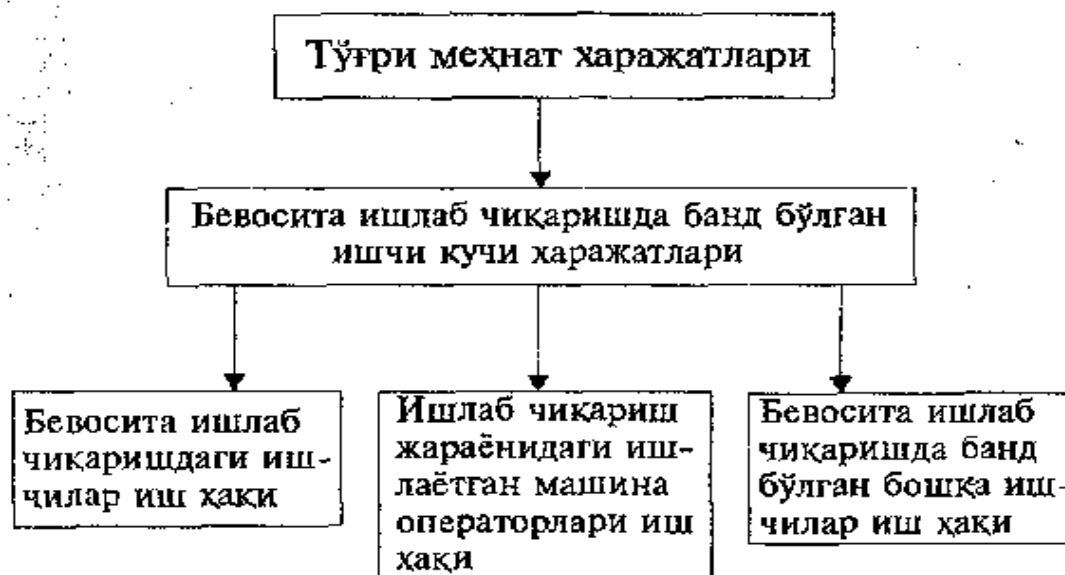 Тўғри меҳнат харажатлари
Бевосита ишлаб чиқаришда банд бўлган
ишчи кучи харажатлари
Бевосита ишлаб
чиқаришдаги иш-
чилар иш ҳақи
Ишлаб чиқариш
жараёнидаги иш-
лаётган машина
операторлари иш
ҳақи
Бевосита ишлаб
чиқаришда банд
бўлган бошқа иш-
чилар иш ҳақи